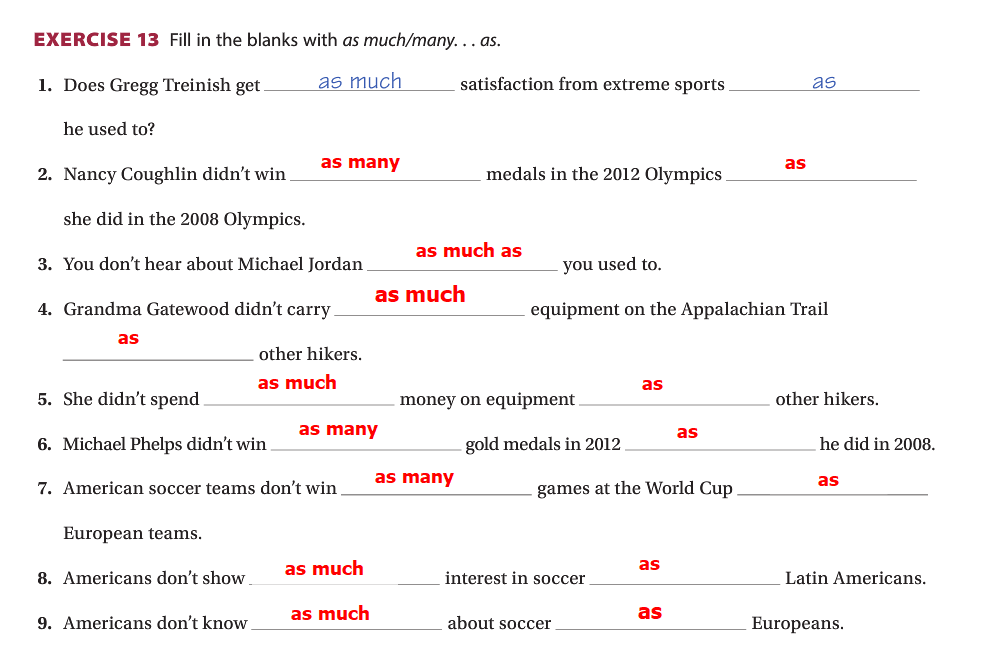 EXERCISE 13 Fill in the blanks with as much/many. . . as.
1. Does Gregg Treinish get as much satisfaction from extreme sports as
he used to?
2. Nancy Coughlin didn't win as many medals in the 2012 Olympics as
she did in the 2008 Olympics.
3. You don't hear about Michael Jordan as much as you used to.
4. Grandma Gatewood didn't carry as much equipment on the Appalachian Trail
as other hikers.
5. She didn't spend as much money on equipment as other hikers.
6. Michael Phelps didn't win as many gold medals in 2012 as he did in 2008.
7. American soccer teams don't win as many games at the World Cup as
European teams.
8. Americans don't show as much interest in soccer as Latin Americans.
9. Americans don't know as much about soccer as Europeans.